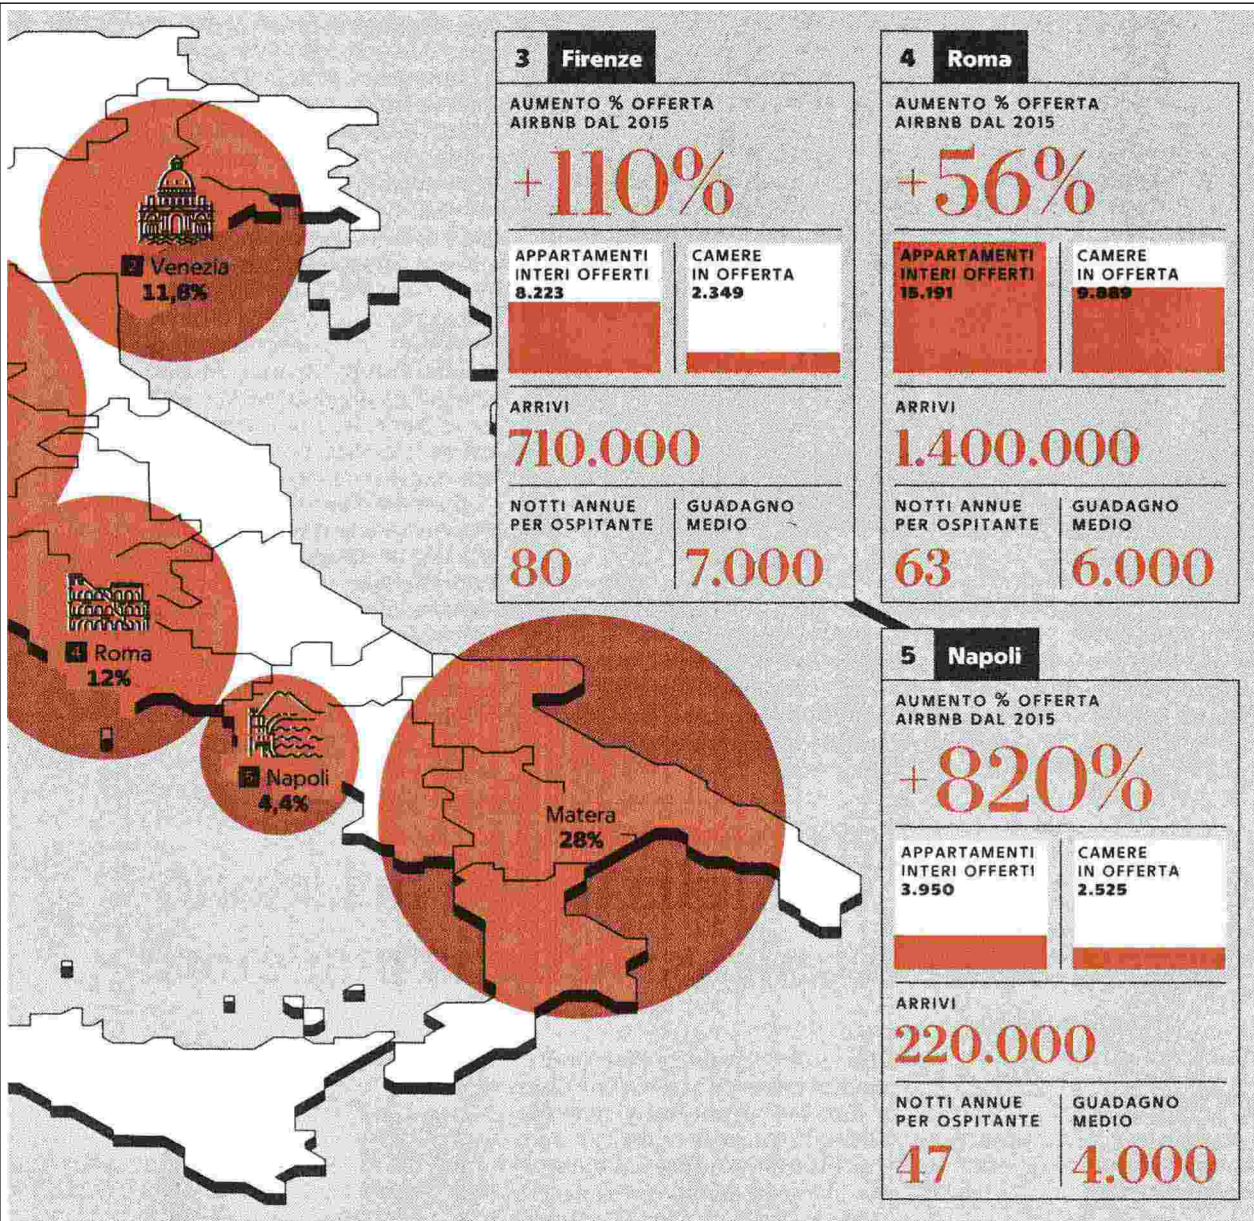 2 Venezia
11,8%
4 Roma
12%
5 Napoli
4,4%
Matera
28%
3 Firenze
AUMENTO % OFFERTA
AIRBNB DAL 2015
+110%
APPARTAMENTI
INTERI OFFERTI
8.223
CAMERE
IN OFFERTA
2.349
ARRIVI
710.000
NOTTI ANNUE
PER OSPITANTE
80
GUADAGNO
MEDIO
7.000
4 Roma
AUMENTO % OFFERTA
AIRBNB DAL 2015
+56%
APPARTAMENTI
INTERI OFFERTI
15.191
CAMERE
IN OFFERTA
9.889
ARRIVI
1.400.000
NOTTI ANNUE
PER OSPITANTE
63
GUADAGNO
MEDIO
6.000
5 Napoli
AUMENTO % OFFERTA
AIRBNB DAL 2015
+820%
APPARTAMENTI
INTERI OFFERTI
3.950
CAMERE
IN OFFERTA
2.525
ARRIVI
220.000
NOTTI ANNUE
PER OSPITANTE
47
GUADAGNO
MEDIO
4.000